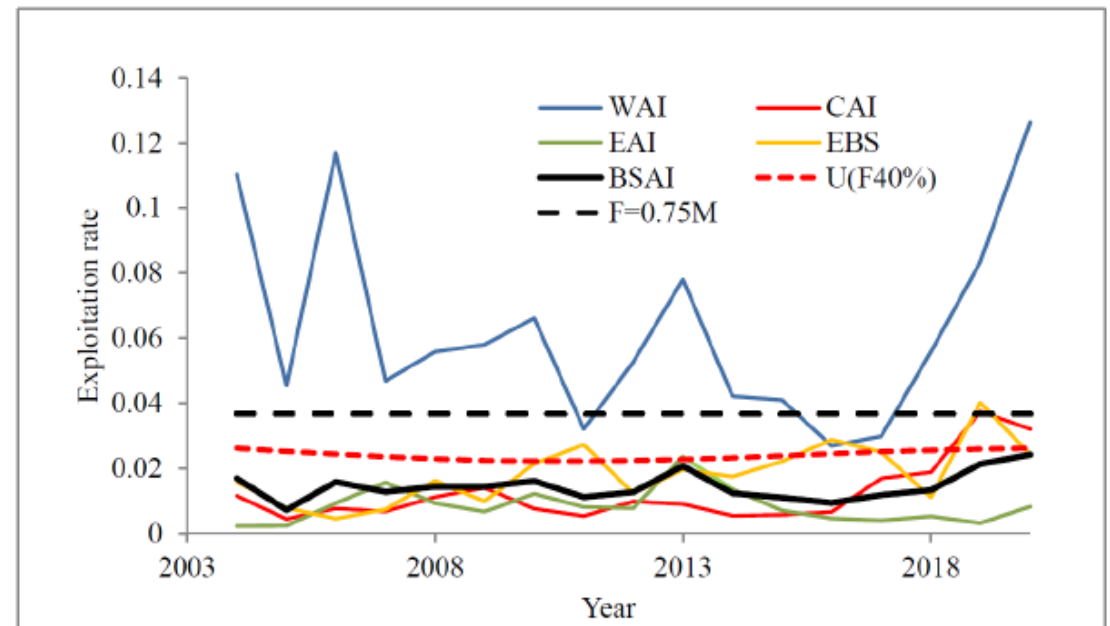 0.14
0.12
0.1
0.08
0.06
0.04
0.02
0
Exploitation rate
WAI CAI
EAI EBS
BSAI U(F40%)
F=0.75M
2003 2008 2013 2018
Year